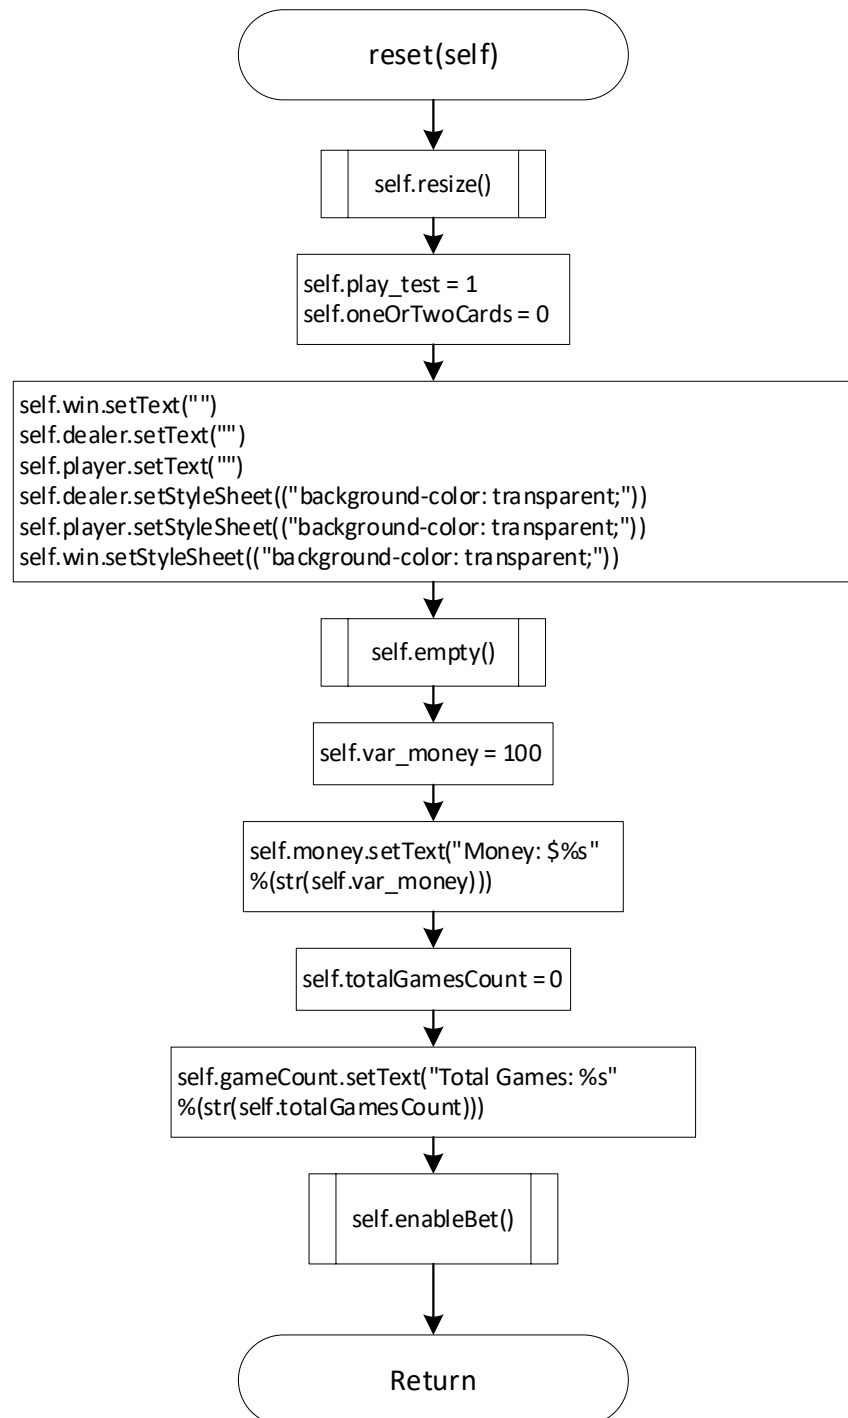 reset(self)
self.resize()
self.play_test = 1
self.oneOrTwoCards = 0
self.win.setText("")
self.dealer.setText("")
self.player.setText("")
self.dealer.setStyleSheet(("background-color: transparent;"))
self.player.setStyleSheet(("background-color: transparent;"))
self.win.setStyleSheet(("background-color: transparent;"))
self.empty()
self.var_money = 100
self.money.setText("Money: $%s"
%(str(self.var_money)))
self.totalGamesCount = 0
self.gameCount.setText("Total Games: %s"
%(str(self.totalGamesCount)))
self.enableBet()
Return